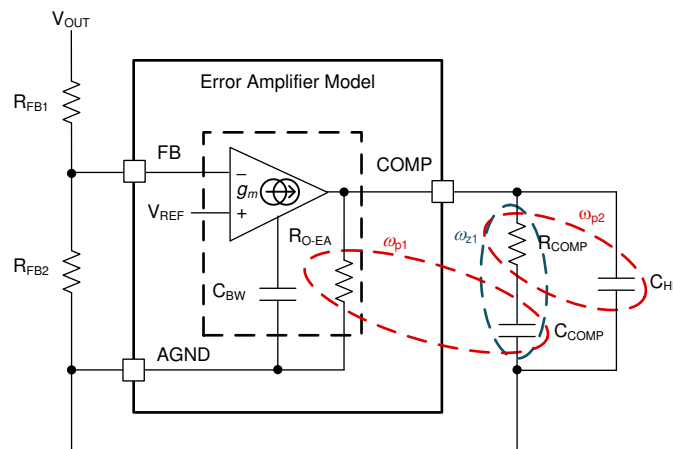 VOUT
Error Amplifier Model
RFB1
FB
COMP
−
gm
+
VREF
RO-EA
ωp1
ωz1
ωp2
RCOMP
RFB2
CBW
CH
CCOMP
AGND